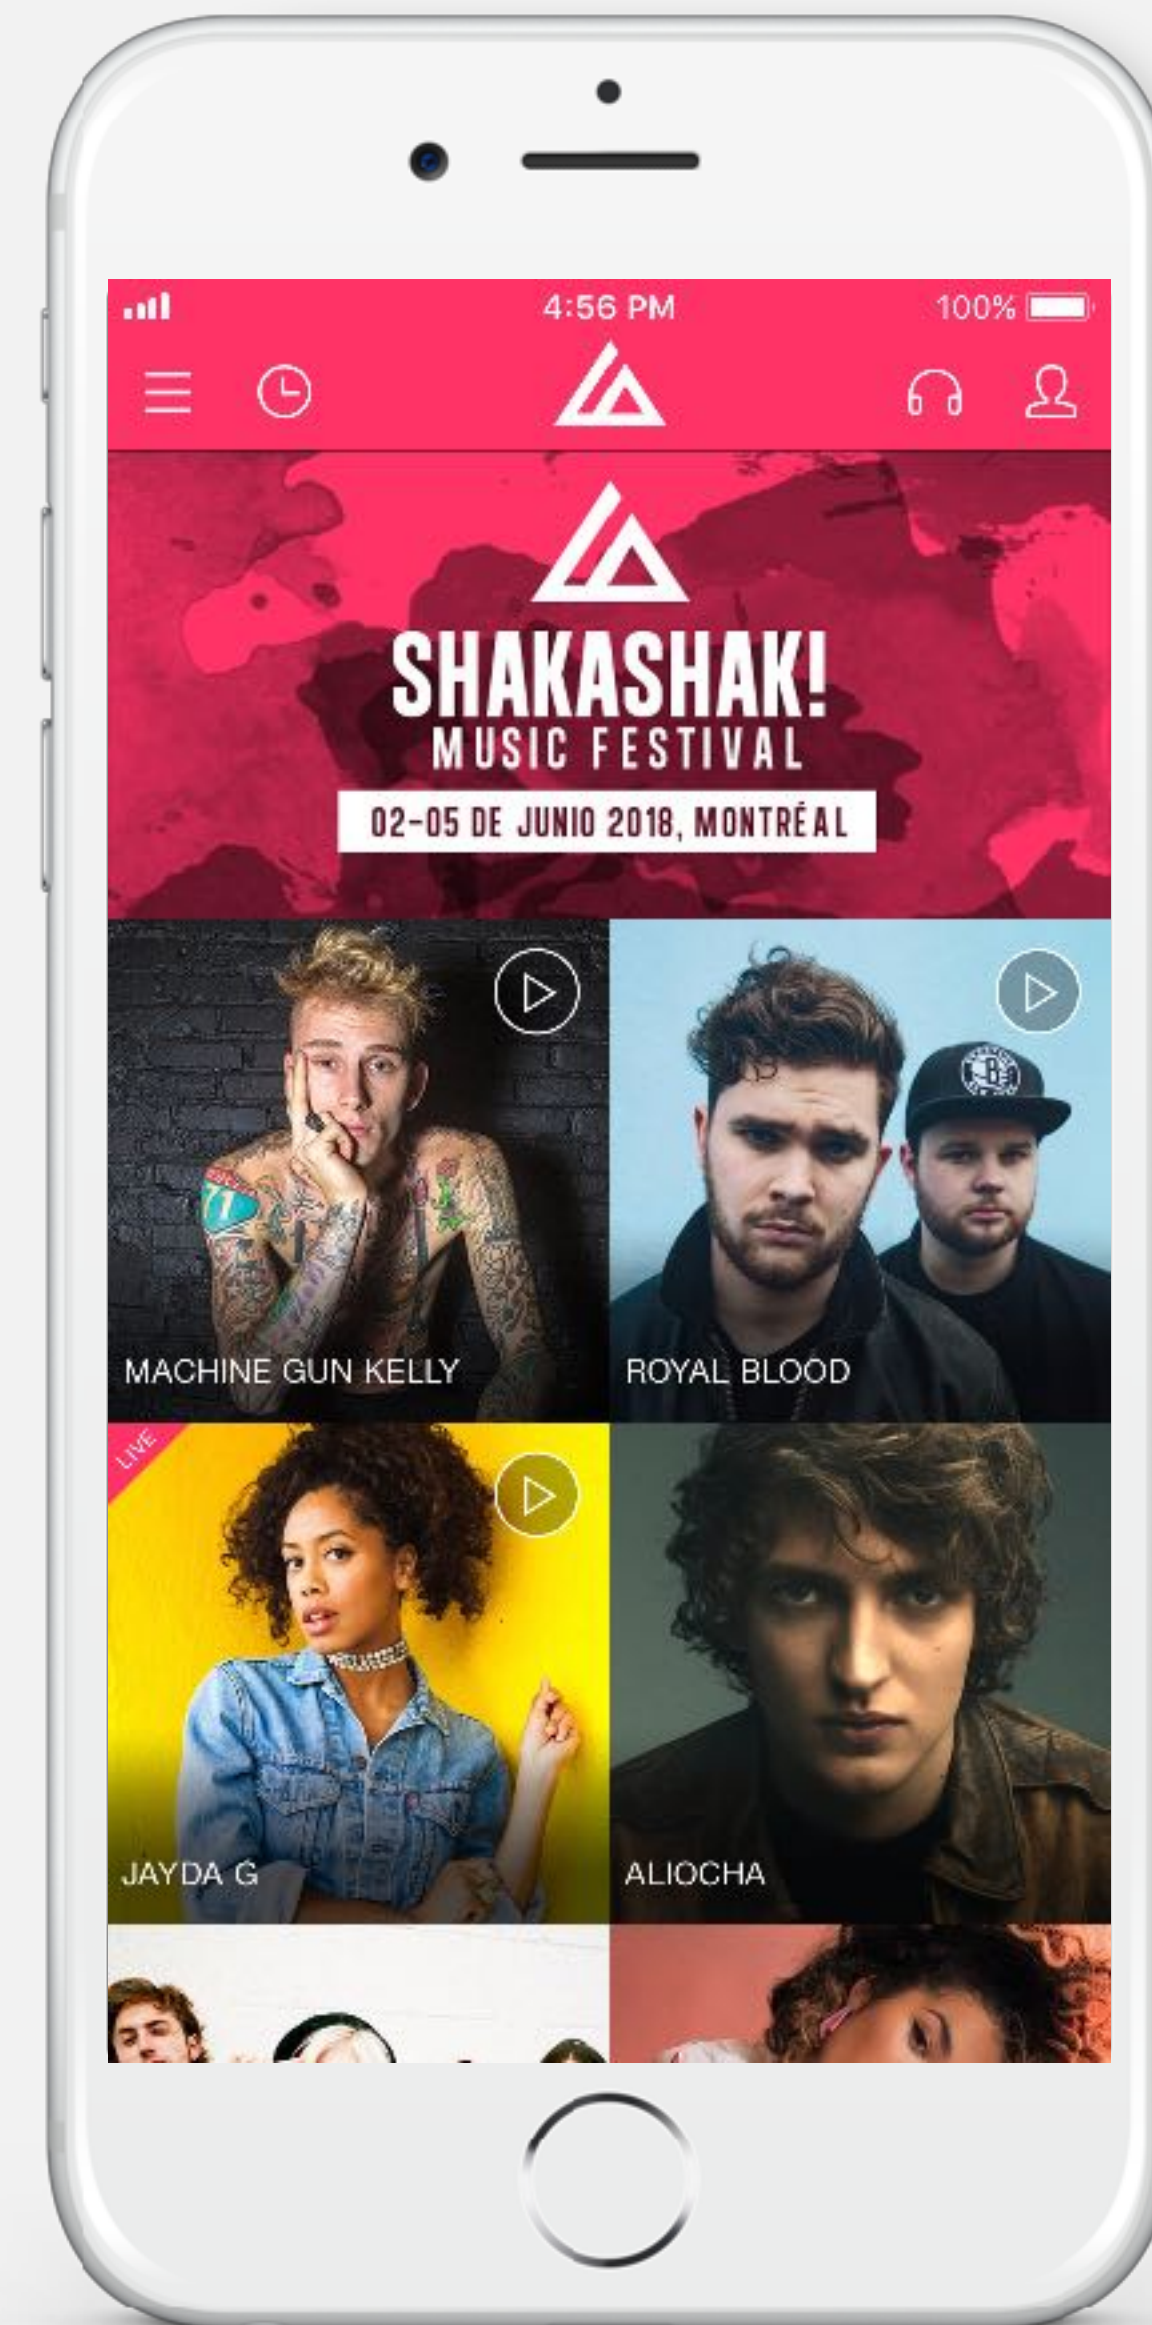 4:56 PM
100%
SHAKASHAK!
MUSIC FESTIVAL
02-05 DE JUNIO 2018, MONTRÉAL
71
B
MACHINE GUN KELLY
ROYAL BLOOD
LIVE
JAYDA G
ALIOCHA